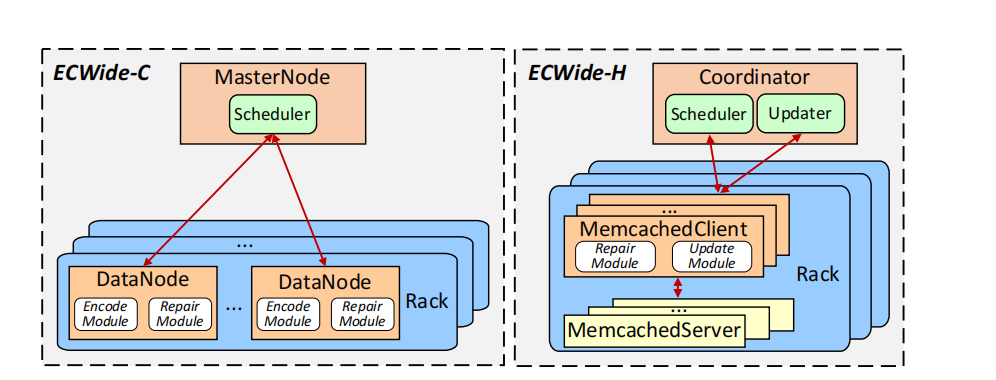 ECWide-C
MasterNode
Scheduler
...
DataNode
Encode
Module
Repair
Module
...
DataNode
Encode
Module
Repair
Module
Rack
ECWide-H
Coordinator
Scheduler
Updater
...
MemcachedClient
Repair
Module
Update
Module
Rack
...
MemcachedServer